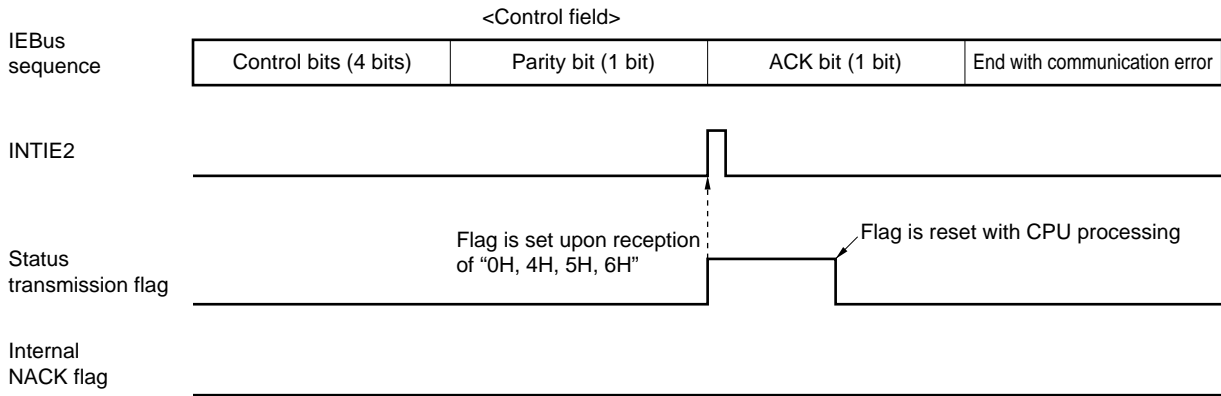 <Control field>
IEBus
sequence
Control bits (4 bits)
Parity bit (1 bit)
ACK bit (1 bit)
End with communication error
INTIE2
Flag is set upon reception
of “0H, 4H, 5H, 6H”
Flag is reset with CPU processing
Status
transmission flag
Internal
NACK flag